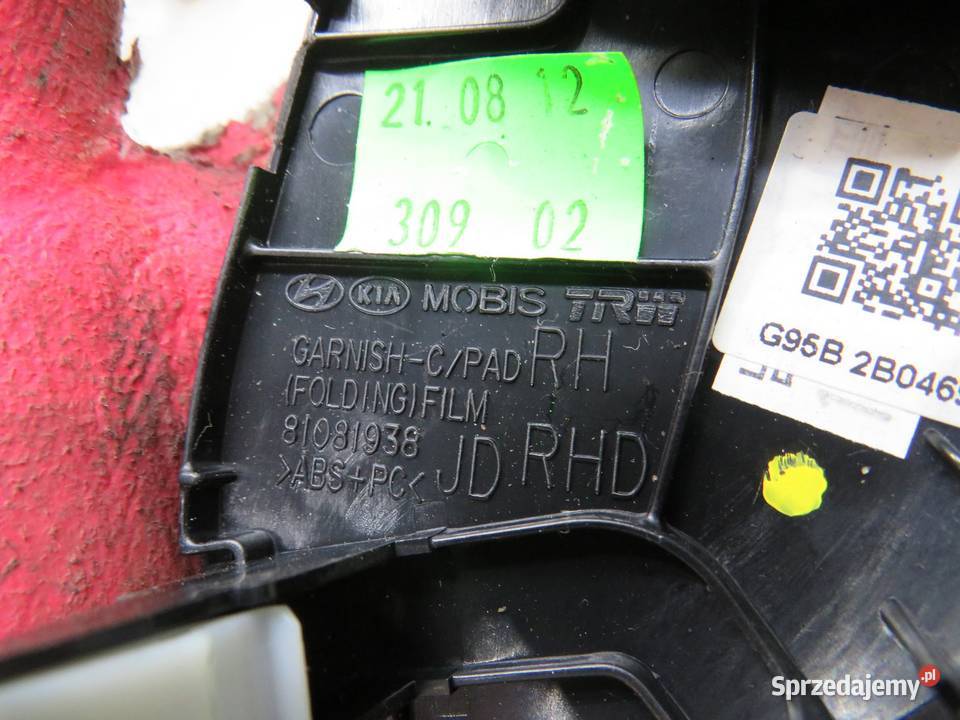 21. 08 12
309 02
KIA MOBIS TRW
GARNISH-C/PAD RH
(FOLDING)FILM
81081938
>ABS+PC< JD RHD
G95B 2B046
Sprzedajemy.pl